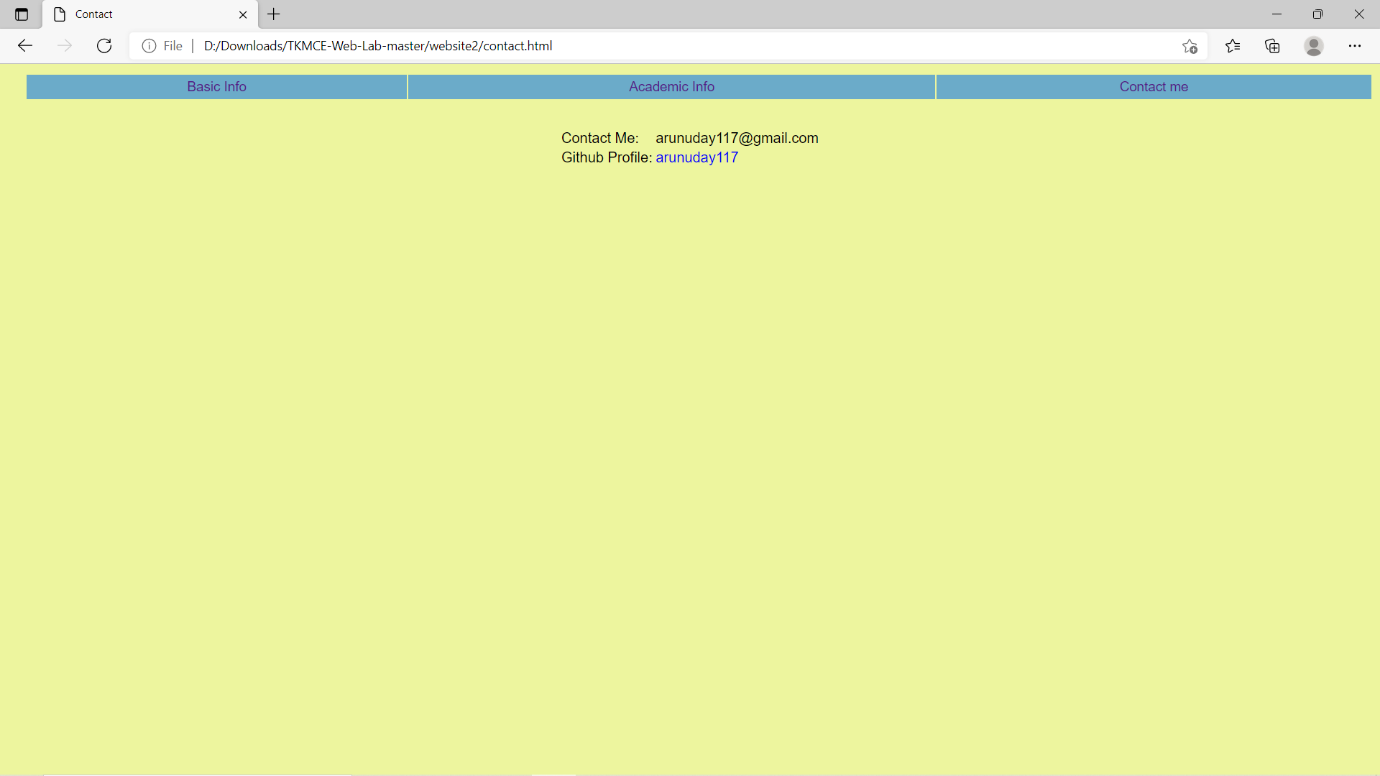 Contact
File D:/Downloads/TKMCE-Web-Lab-master/website2/contact.html
Basic Info Academic Info Contact me
Contact Me: arunuday117@gmail.com
Github Profile: arunuday117